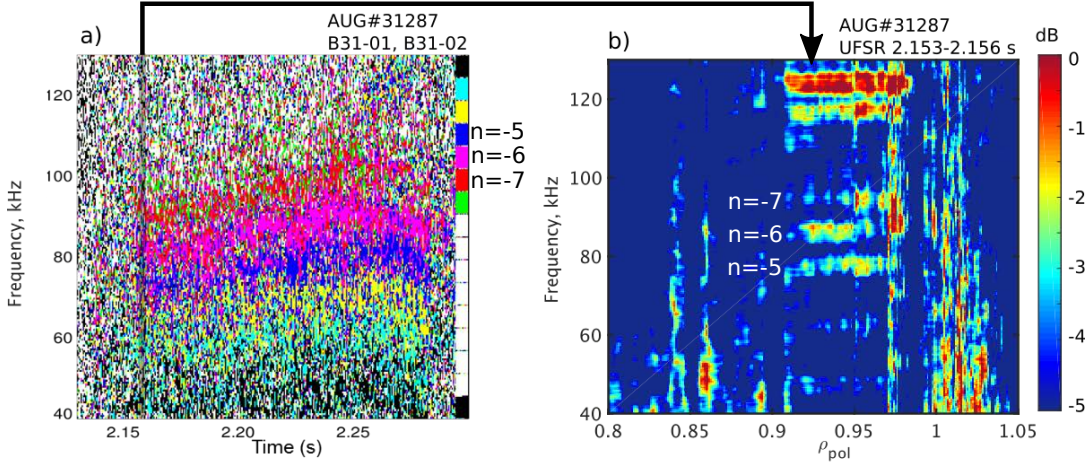 AUG#31287
B31-01, B31-02
a)
120
100
80
60
40
Frequency, kHz
2.15
2.20
2.25
Time (s)
n=-5
n=-6
n=-7
AUG#31287
UFSR 2.153-2.156 s
b)
120
100
80
60
40
Frequency, kHz
n=-7
n=-6
n=-5
0.8
0.85
0.9
0.95
1
1.05
ρpol
dB
0
-1
-2
-3
-4
-5